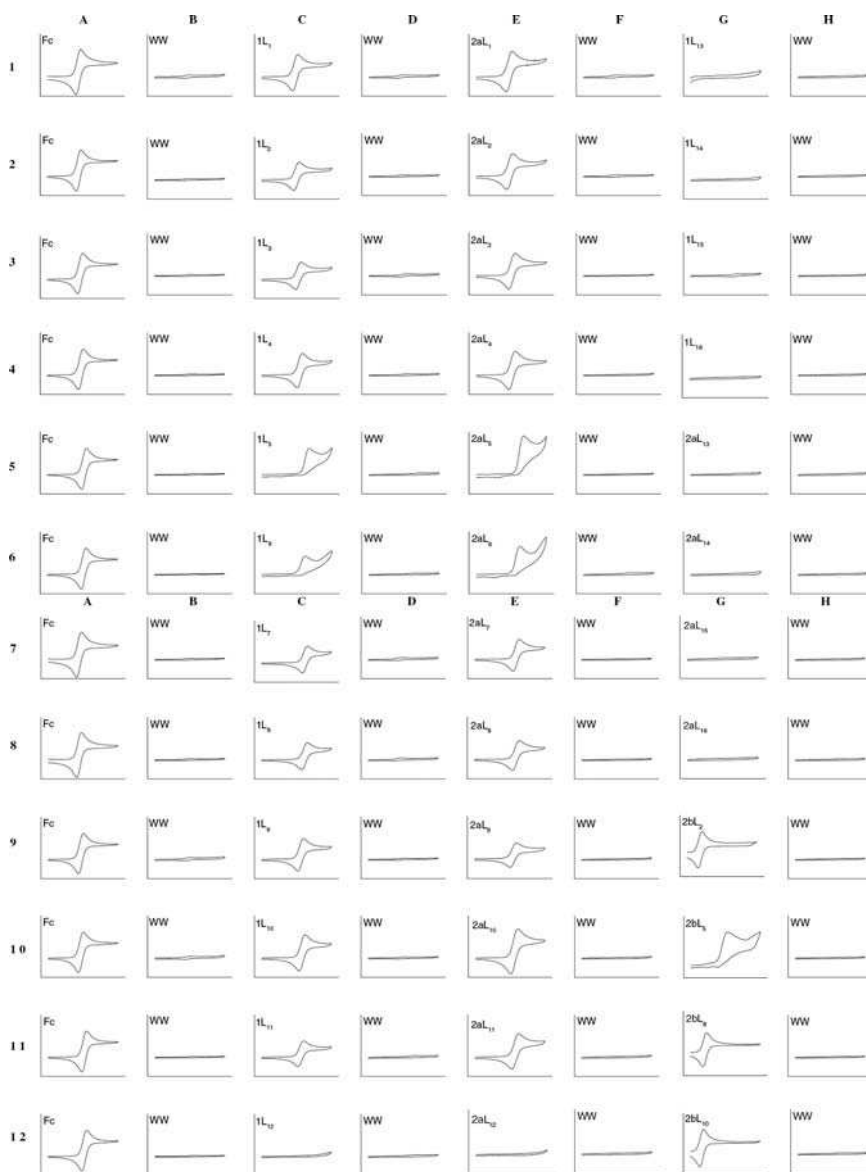 A B C D E F G H
1 Fc WW 1L₁ WW 2aL₁ WW 1L₁₃ WW
2 Fc WW 1L₂ WW 2aL₂ WW 1L₁₄ WW
3 Fc WW 1L₃ WW 2aL₃ WW 1L₁₅ WW
4 Fc WW 1L₄ WW 2aL WW 1L₁₆ WW
5 Fc WW 1L₅ WW 2aL₅ WW 2aL₁₃ WW
6 Fc WW 1L WW 2aL WW 2aL₁₄ WW
A B C D E F G H
7 Fc WW 1L₇ WW 2aL₇ WW 2aL₁₅ WW
8 Fc WW 1L₈ WW 2aL₈ WW 2aL₁₆ WW
9 Fc WW 1L₉ WW 2aL₉ WW 2bL₂ WW
10 Fc WW 1L₁₀ WW 2aL₁₀ WW 2bL₅ WW
11 Fc WW 1L₁₁ WW 2aL₁₁ WW 2bL WW
12 Fc WW 1L₁₂ WW 2aL₁₂ WW 2bL₁₀ WW